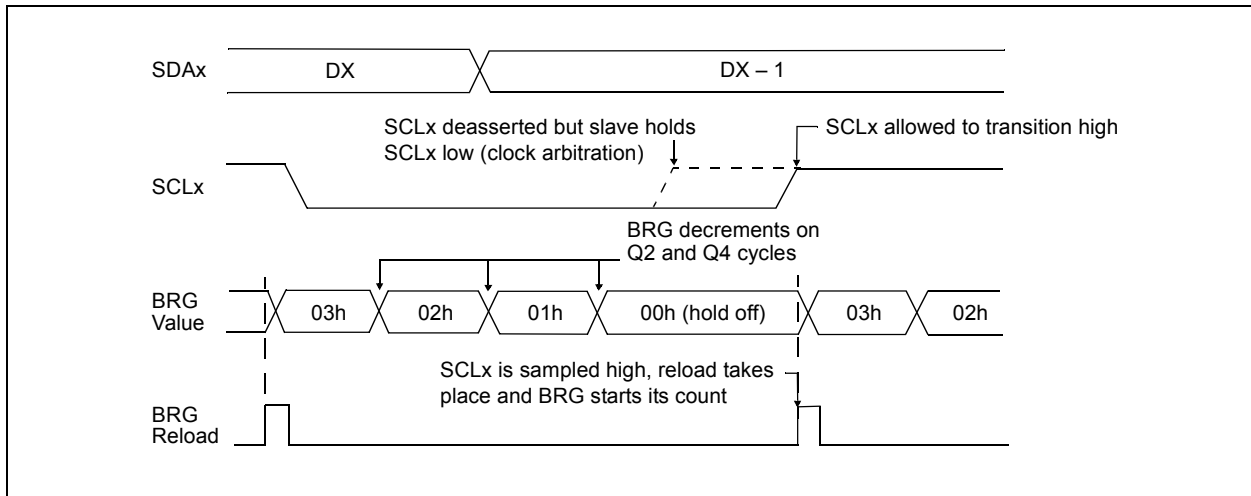 SDAx
DX
DX – 1
SCLx deasserted but slave holds
SCLx low (clock arbitration)
SCLx allowed to transition high
SCLx
BRG decrements on
Q2 and Q4 cycles
BRG
Value
03h
02h
01h
00h (hold off)
03h
02h
SCLx is sampled high, reload takes
place and BRG starts its count
BRG
Reload